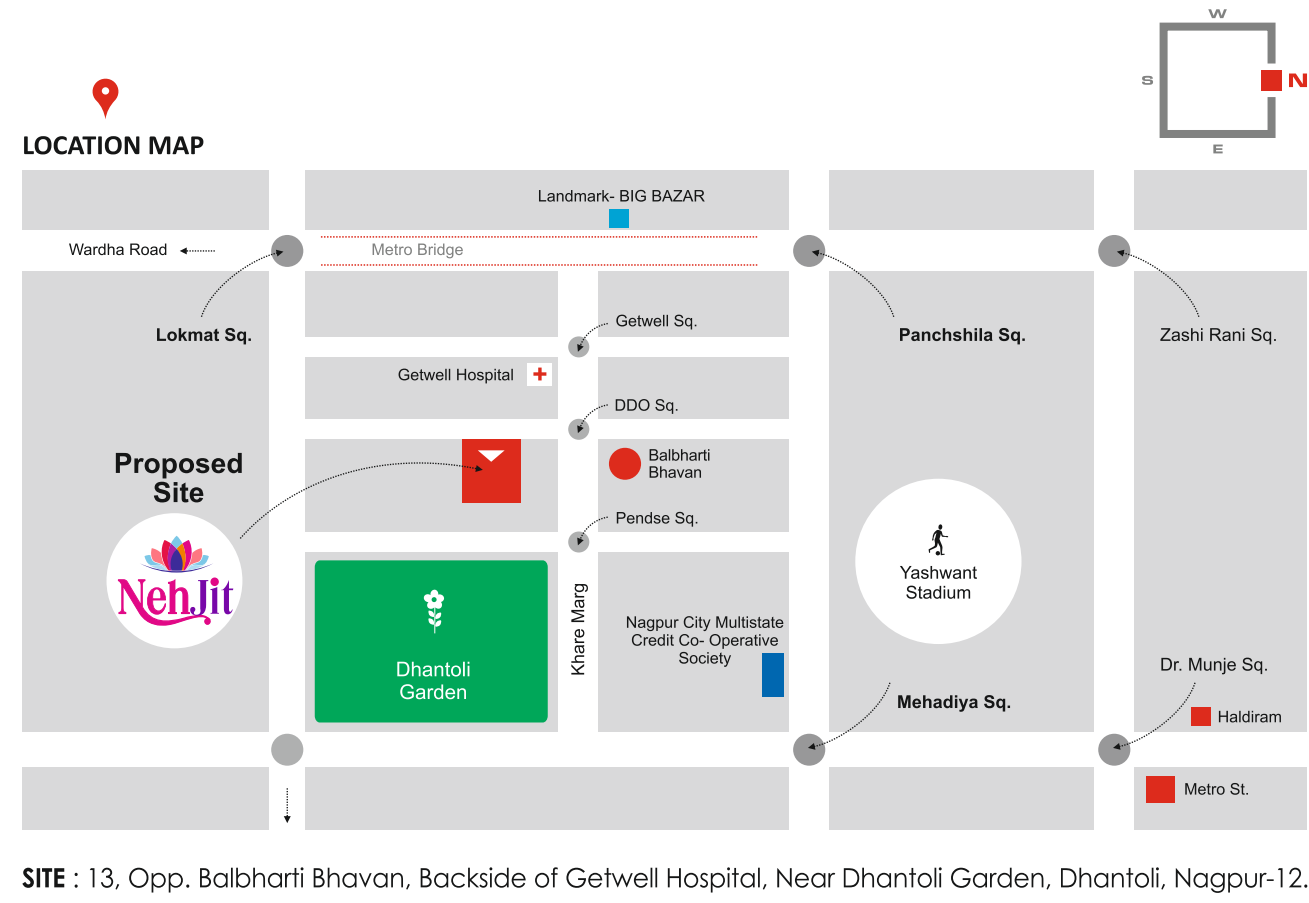 W
S
N
E
LOCATION MAP
Landmark- BIG BAZAR
Wardha Road
Metro Bridge
Lokmat Sq.
Getwell Sq.
Panchshila Sq.
Zashi Rani Sq.
Getwell Hospital
DDO Sq.
Proposed
Site
Balbharti
Bhavan
Pendse Sq.
NehJit
Yashwant
Stadium
Khare Marg
Nagpur City Multistate
Credit Co- Operative
Society
Dhantoli
Garden
Dr. Munje Sq.
Mehadiya Sq.
Haldiram
Metro St.
SITE : 13, Opp. Balbharti Bhavan, Backside of Getwell Hospital, Near Dhantoli Garden, Dhantoli, Nagpur-12.